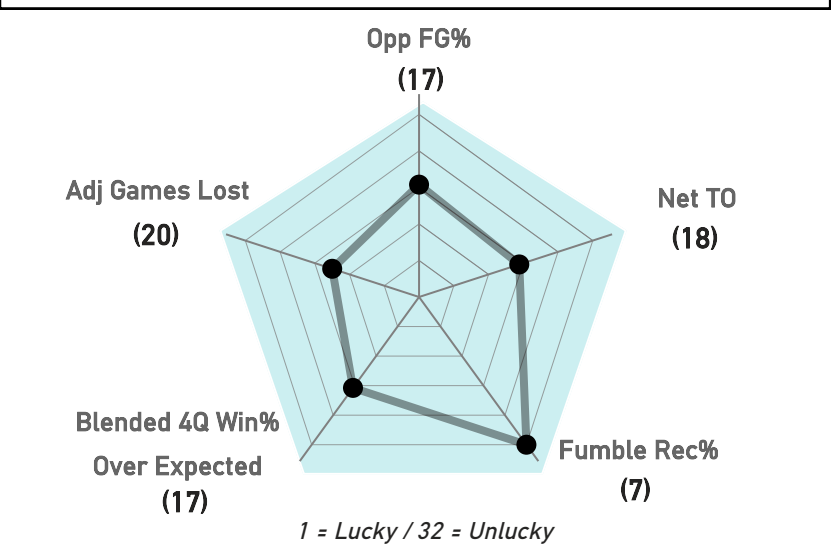 Opp FG%
(17)
Adj Games Lost
(20)
Net TO
(18)
Blended 4Q Win%
Over Expected
(17)
Fumble Rec%
(7)
1 = Lucky / 32 = Unlucky